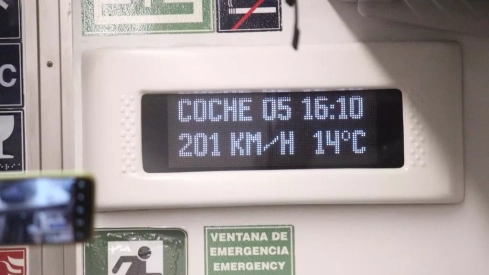 C
COCHE 05 16:10
201 KM/H 14°C
VENTANA DE
EMERGENCIA
EMERGENCY